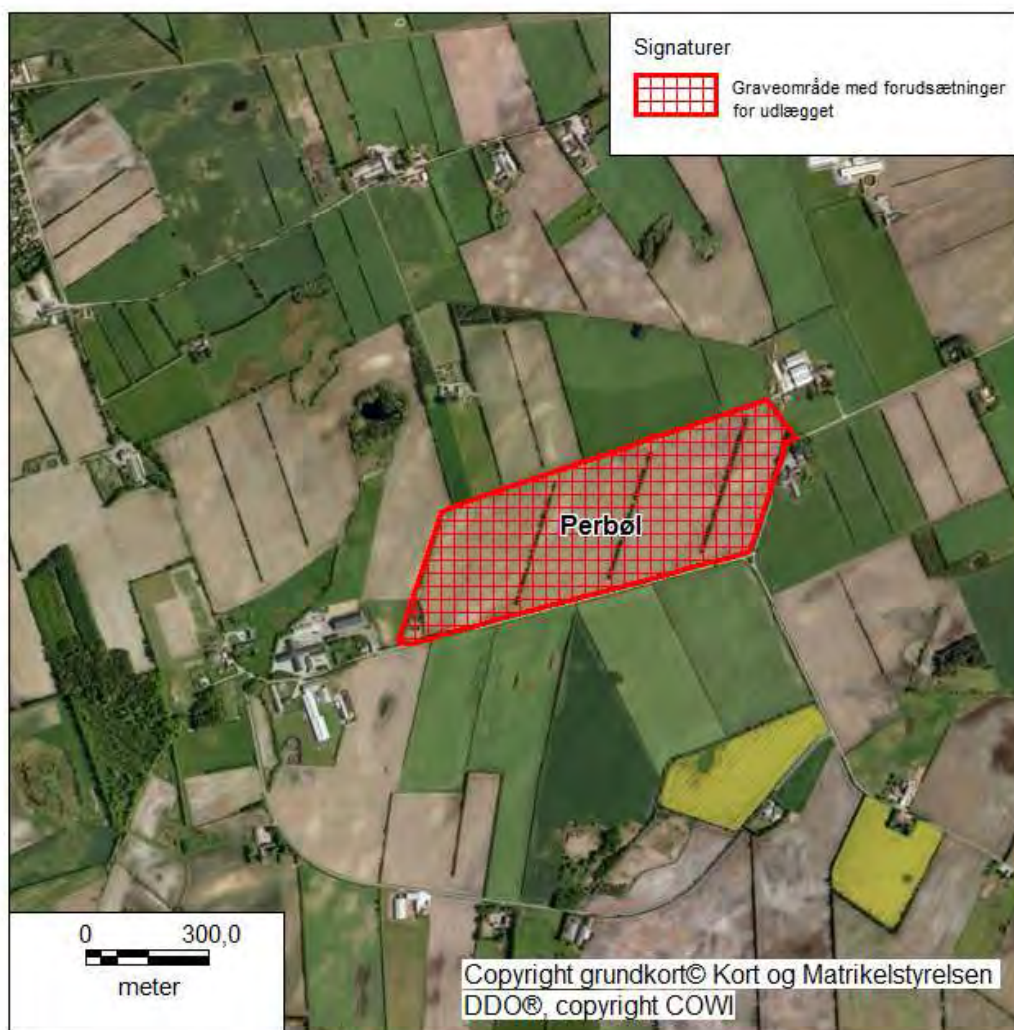 Signaturer
Graveområde med forudsætninger
for udlægget
Perbøl
0 300,0
meter
Copyright grundkort© Kort og Matrikelstyrelsen
DDO®, copyright COWI